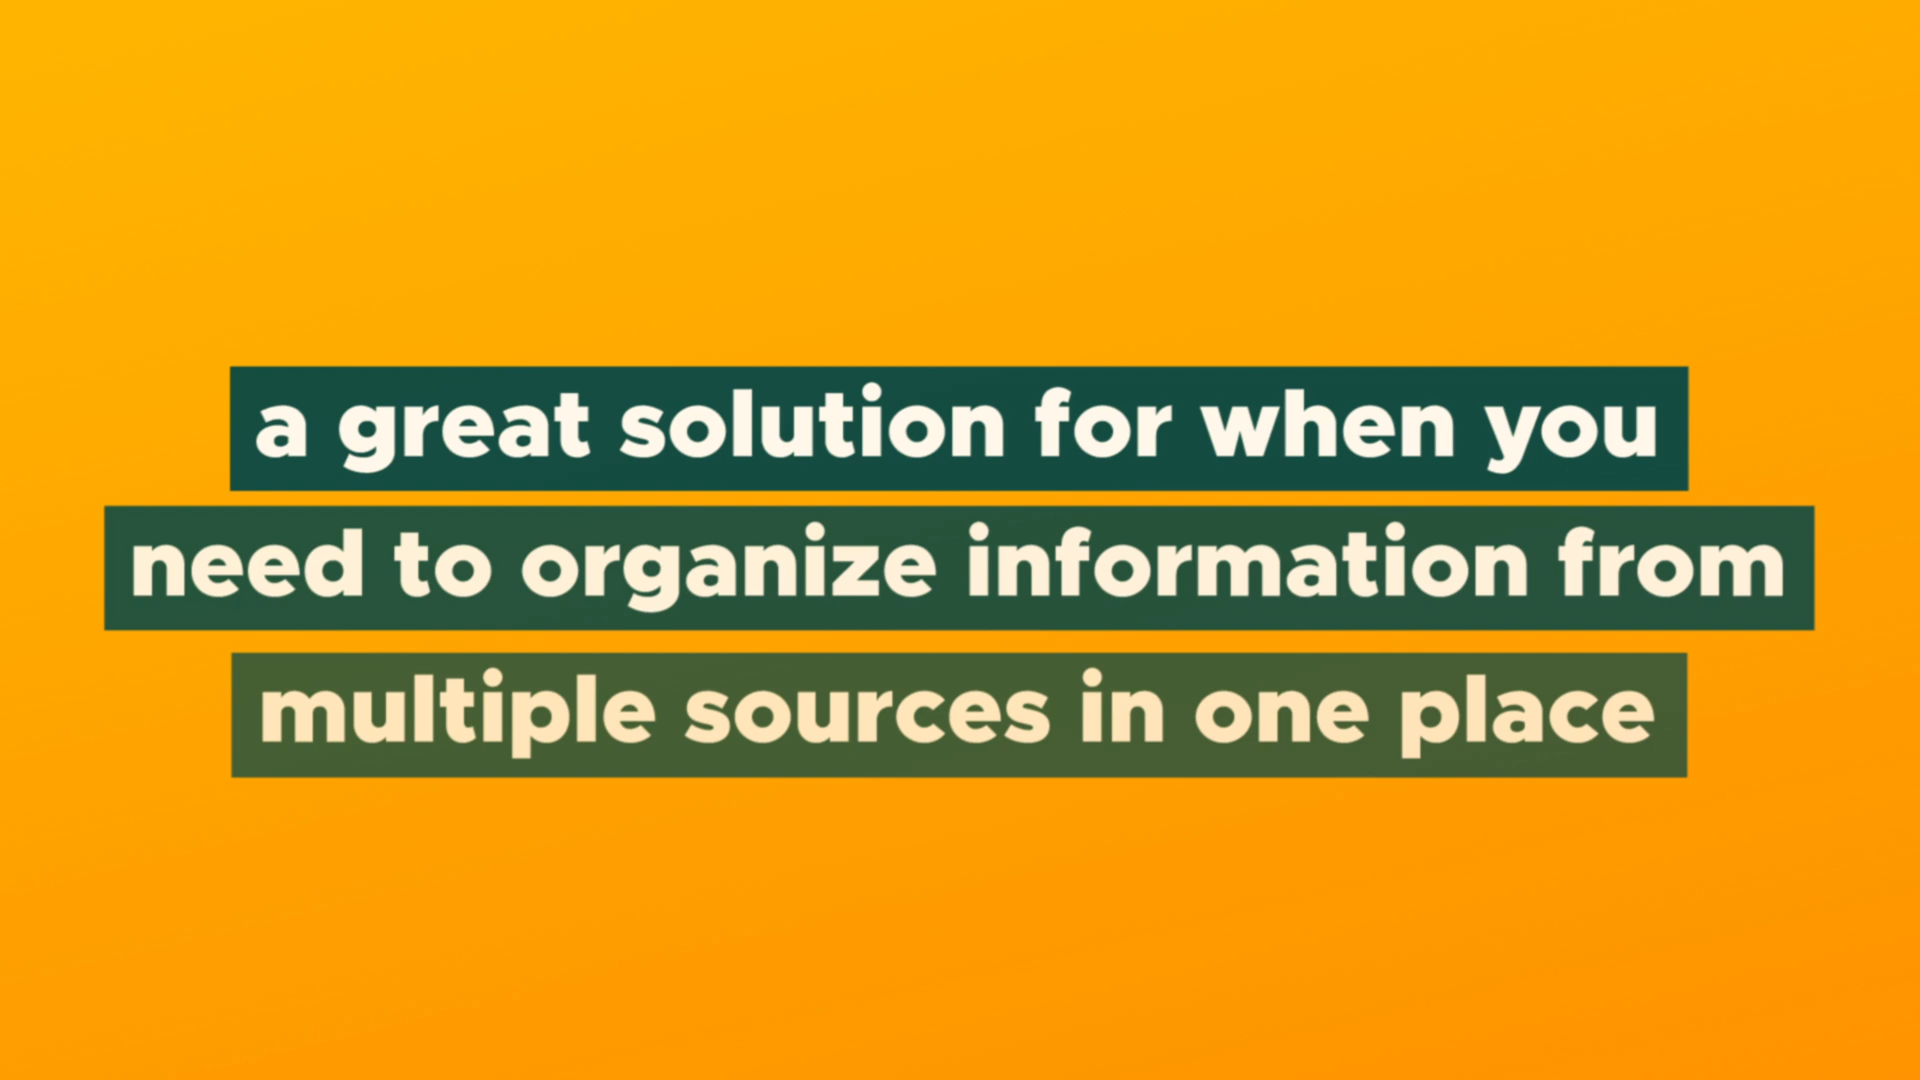 a great solution for when you
need to organize information from
multiple sources in one place